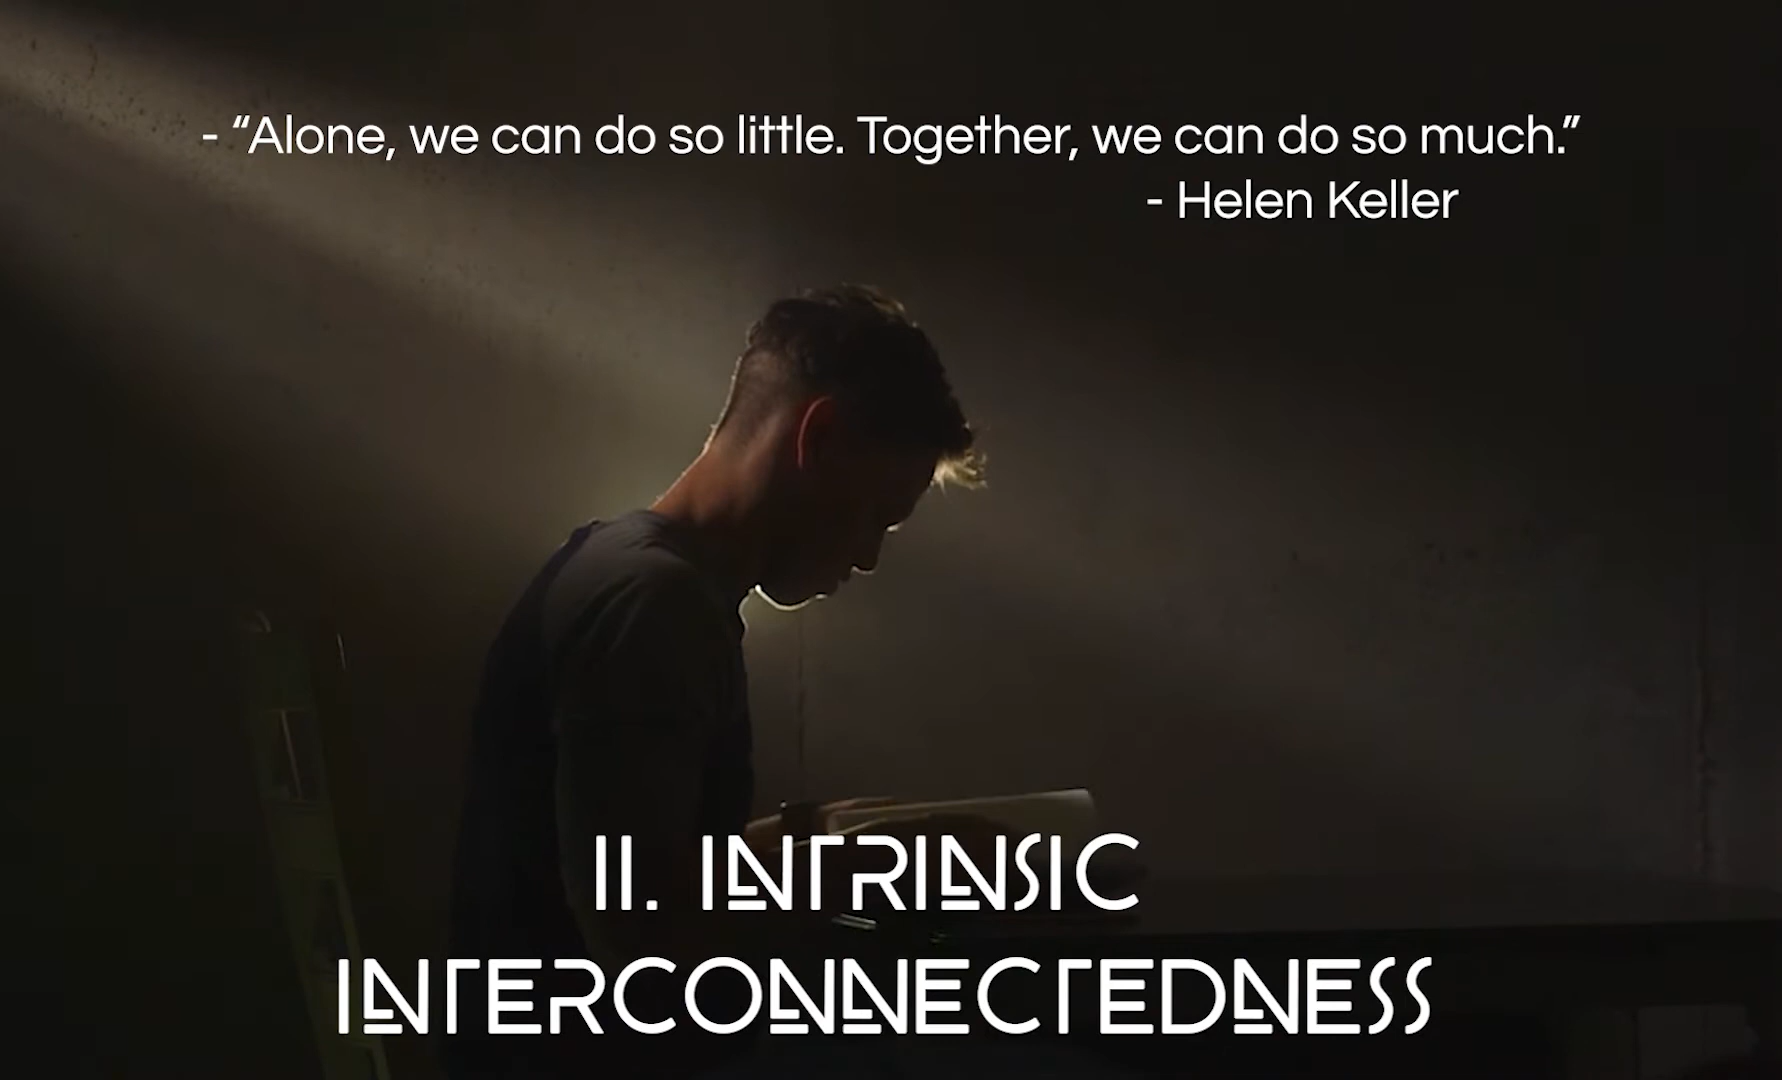 - “Alone, we can do so little. Together, we can do so much.”
- Helen Keller
II. INTRINSIC
INTERCONNECTEDNESS